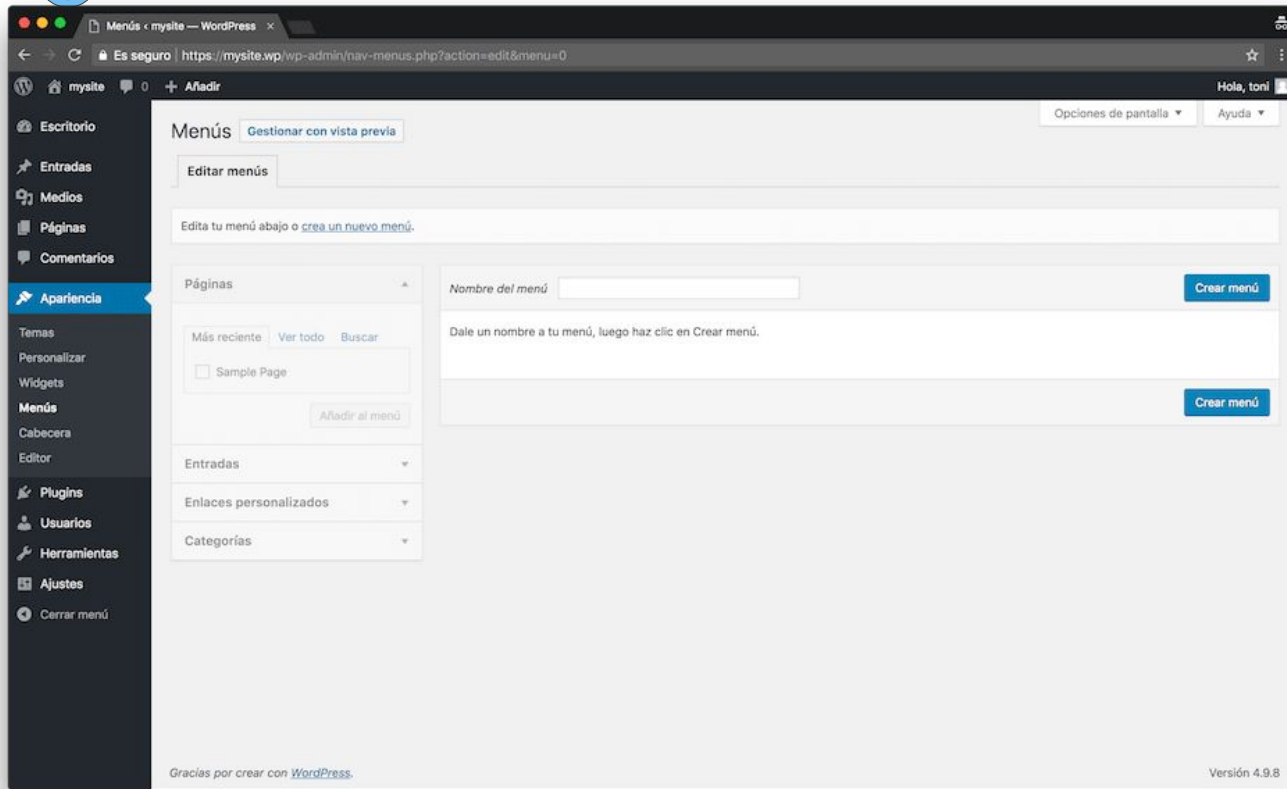 Menús ‹ mysite — WordPress ×
Es seguro | https://mysite.wp/wp-admin/nav-menus.php?action=edit&menu=0
mysite 0 + Añadir Hola, toni
Escritorio
Entradas
Medios
Páginas
Comentarios
Apariencia
Temas
Personalizar
Widgets
Menús
Cabecera
Editor
Plugins
Usuarios
Herramientas
Ajustes
Cerrar menú
Opciones de pantalla Ayuda
Menús Gestionar con vista previa
Editar menús
Edita tu menú abajo o crea un nuevo menú.
Páginas
Más reciente Ver todo Buscar
Sample Page
Añadir al menú
Entradas
Enlaces personalizados
Categorías
Nombre del menú Crear menú
Dale un nombre a tu menú, luego haz clic en Crear menú.
Crear menú
Gracias por crear con WordPress. Versión 4.9.8